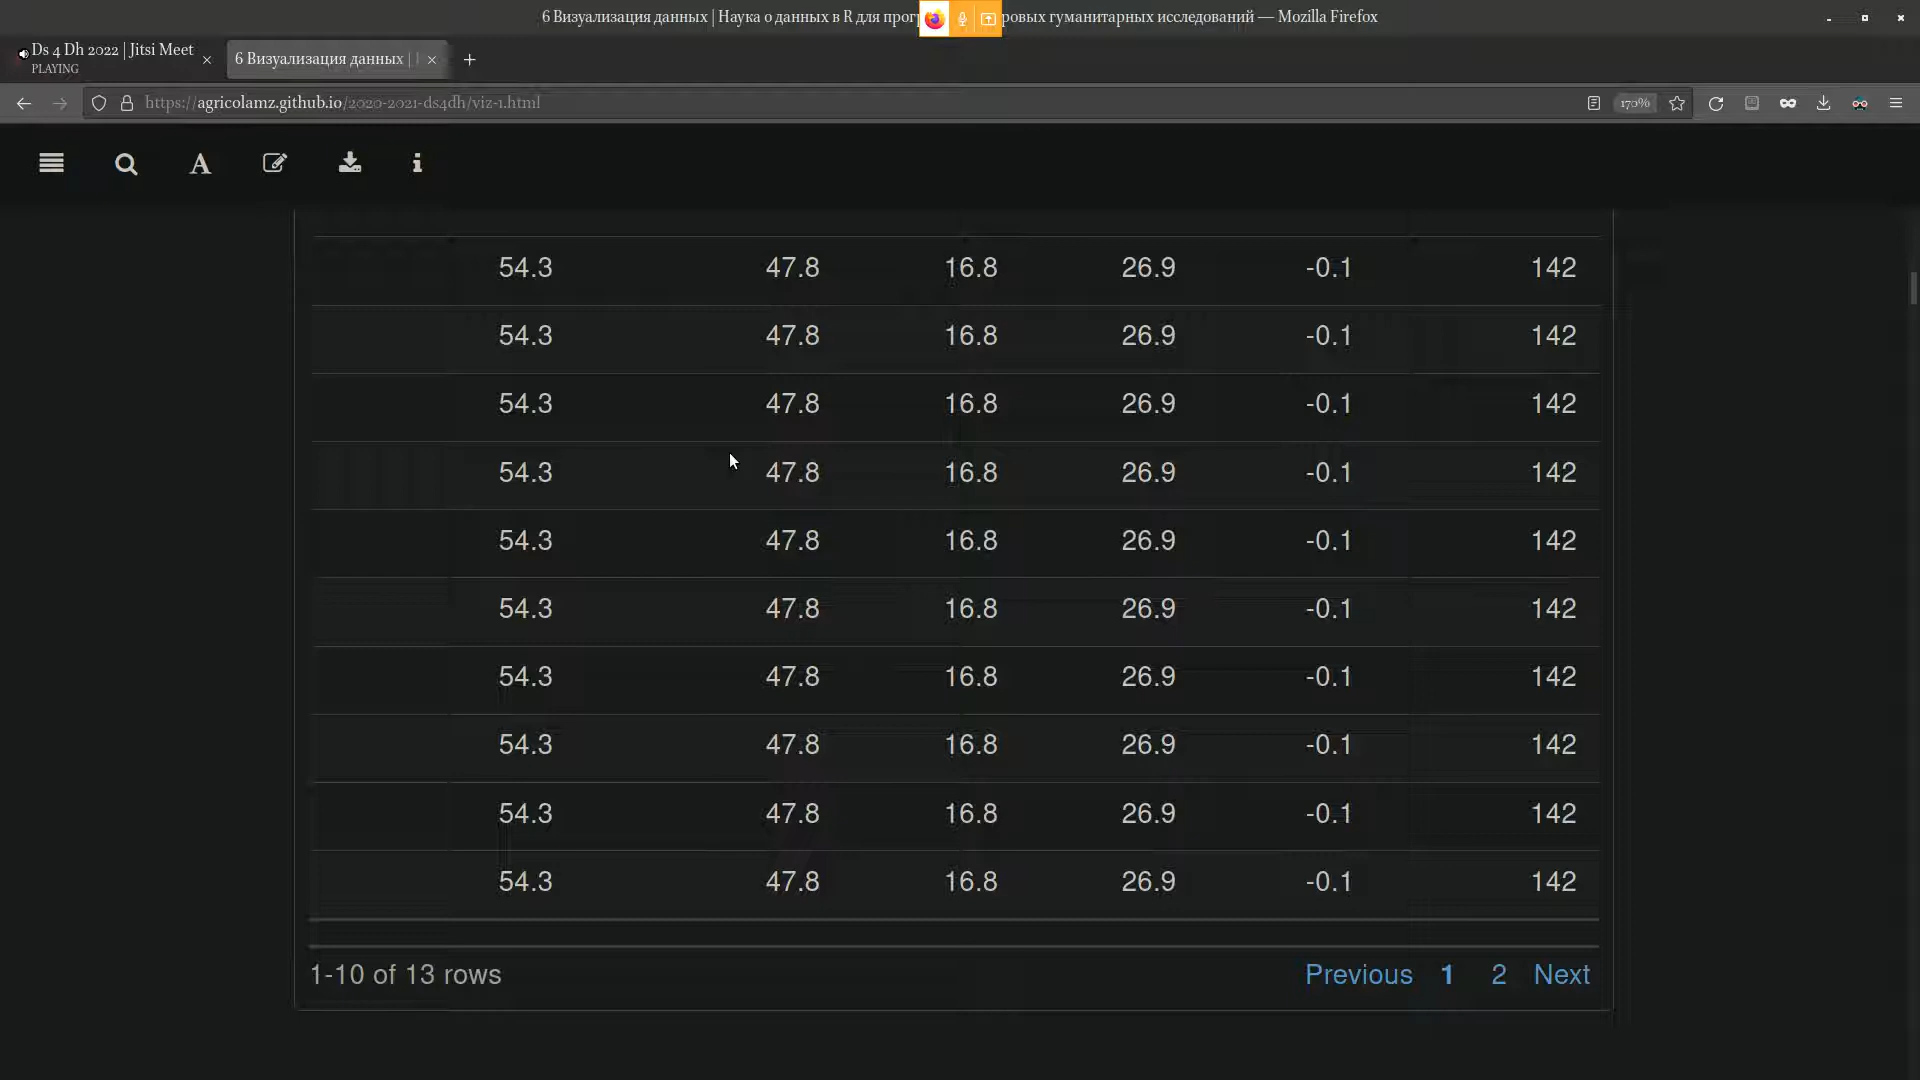 6 Визуализация данных | Наука о данных в R для прог ровых гуманитарных исследований — Mozilla Firefox
Ds 4 Dh 2022 | Jitsi Meet
PLAYING
6 Визуализация данных |
https://agricolamz.github.io/2020-2021-ds4dh/viz-1.html
170%
54.3 47.8 16.8 26.9 -0.1 142
54.3 47.8 16.8 26.9 -0.1 142
54.3 47.8 16.8 26.9 -0.1 142
54.3 47.8 16.8 26.9 -0.1 142
54.3 47.8 16.8 26.9 -0.1 142
54.3 47.8 16.8 26.9 -0.1 142
54.3 47.8 16.8 26.9 -0.1 142
54.3 47.8 16.8 26.9 -0.1 142
54.3 47.8 16.8 26.9 -0.1 142
54.3 47.8 16.8 26.9 -0.1 142
1-10 of 13 rows Previous 1 2 Next